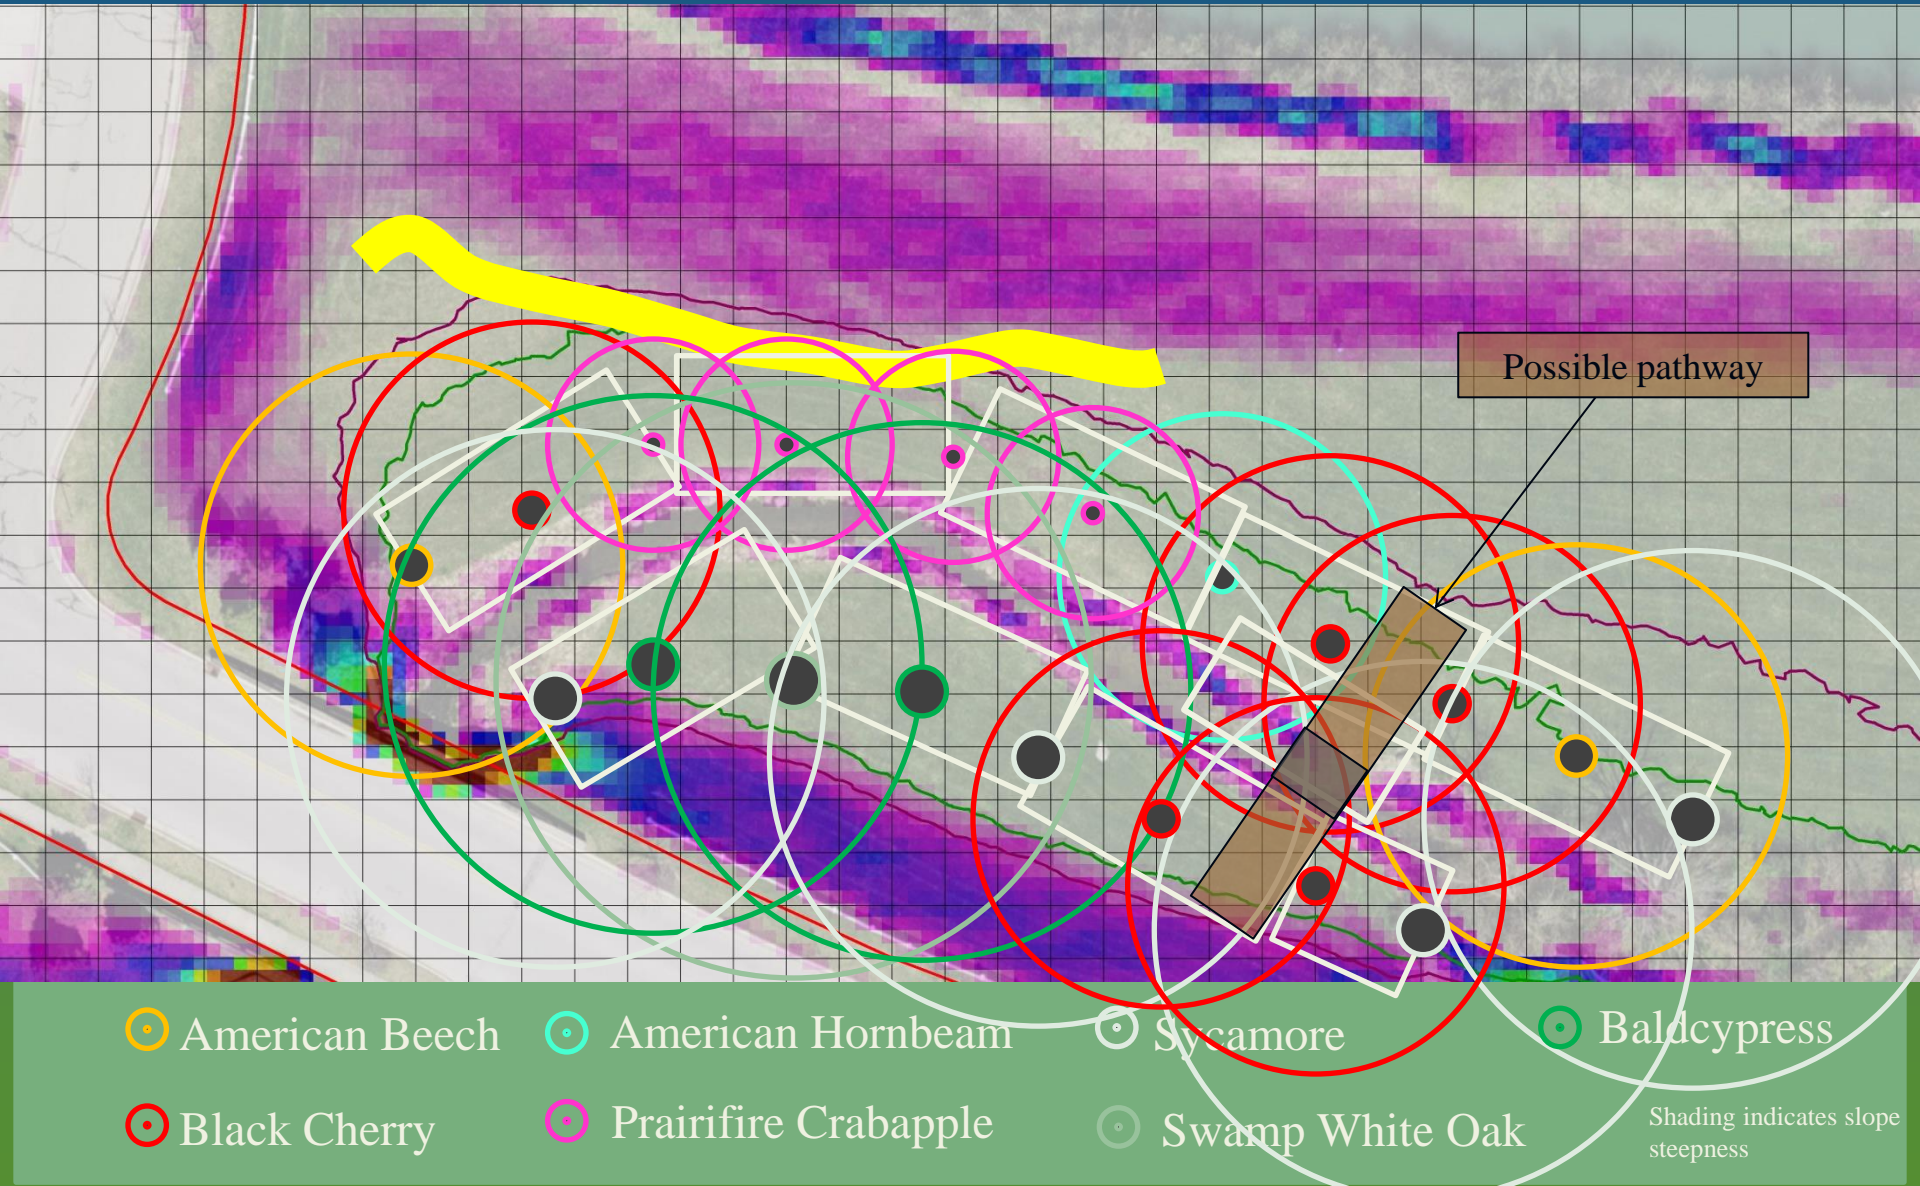 Possible pathway
American Beech
American Hornbeam
Sycamore
Baldcypress
Black Cherry
Prairifire Crabapple
Swamp White Oak
Shading indicates slope
steepness